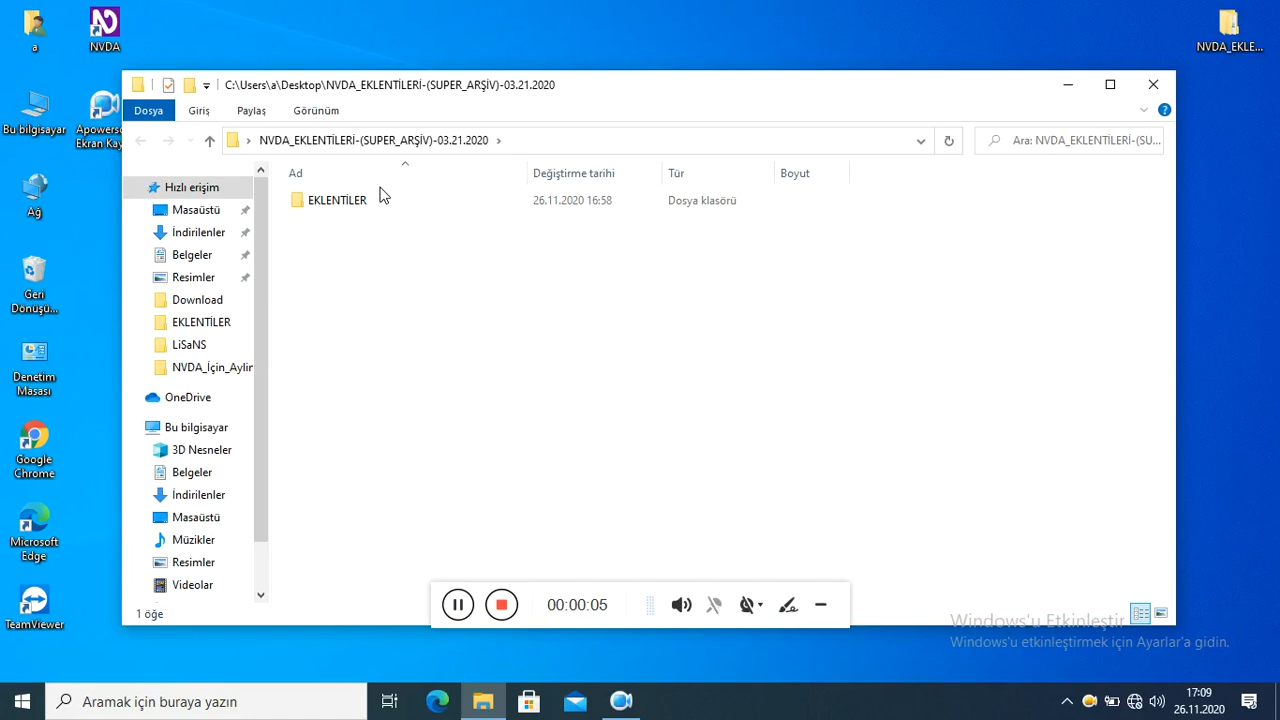 a
NVDA
NVDA_EKLE...
Bu bilgisayar
Apowers
Ekran Kay
Ağ
Geri
Dönüşü...
Denetim
Masası
Google
Chrome
Microsoft
Edge
TeamViewer
C:\Users\a\Desktop\NVDA_EKLENTİLERİ-(SUPER_ARŞİV)-03.21.2020
Dosya
Giriş
Paylaş
Görünüm
NVDA_EKLENTİLERİ-(SUPER_ARŞİV)-03.21.2020
Ara: NVDA_EKLENTİLERİ-(SU...
Ad
Değiştirme tarihi
Tür
Boyut
EKLENTİLER
26.11.2020 16:58
Dosya klasörü
Hızlı erişim
Masaüstü
İndirilenler
Belgeler
Resimler
Download
EKLENTİLER
LiSaNS
NVDA_İçin_Aylin
OneDrive
Bu bilgisayar
3D Nesneler
Belgeler
İndirilenler
Masaüstü
Müzikler
Resimler
Videolar
1 öğe
00:00:05
Windows'u Etkinleştir
Windows'u etkinleştirmek için Ayarlar'a gidin.
Aramak için buraya yazın
17:09
26.11.2020